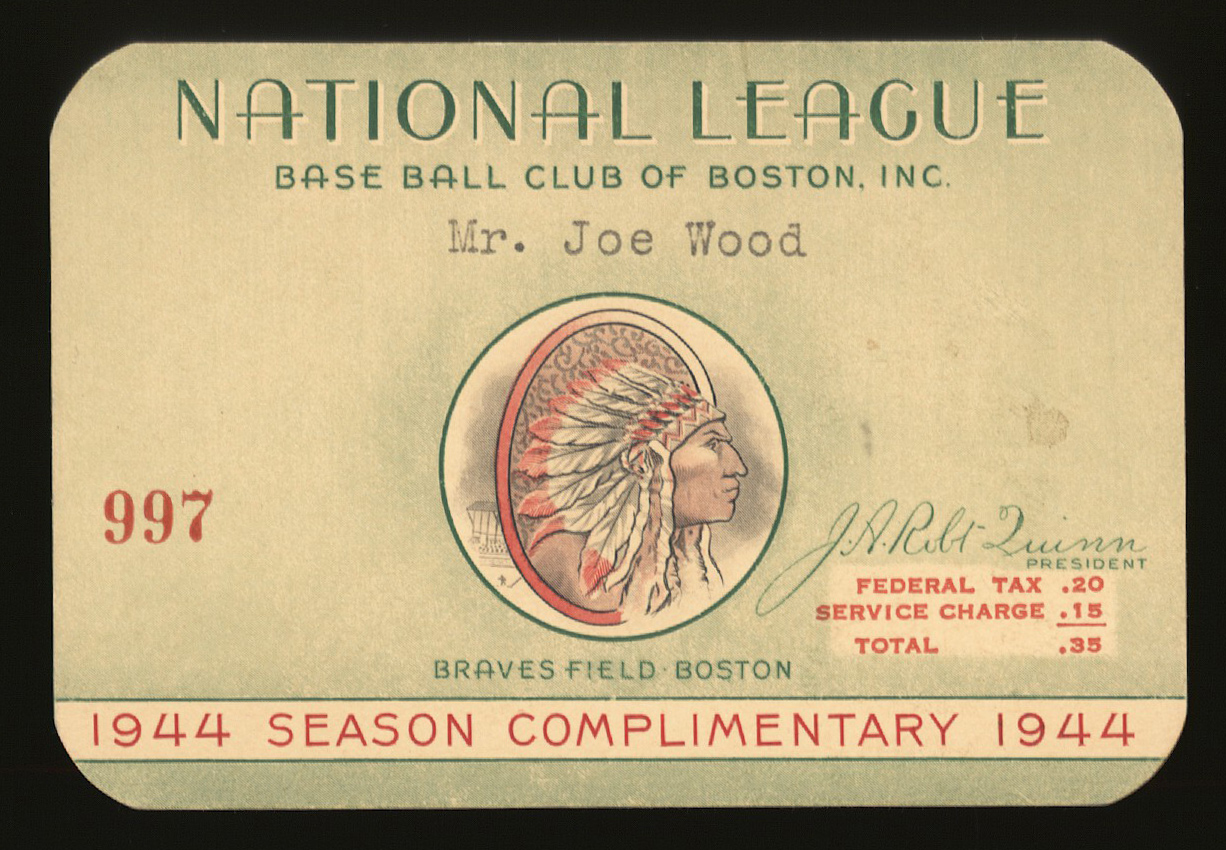 NATIONAL LEAGUE
BASE BALL CLUB OF BOSTON, INC.
Mr. Joe Wood
997
J.A. Robt Quinn
PRESIDENT
FEDERAL TAX .20
SERVICE CHARGE .15
TOTAL .35
BRAVES FIELD · BOSTON
1944 SEASON COMPLIMENTARY 1944